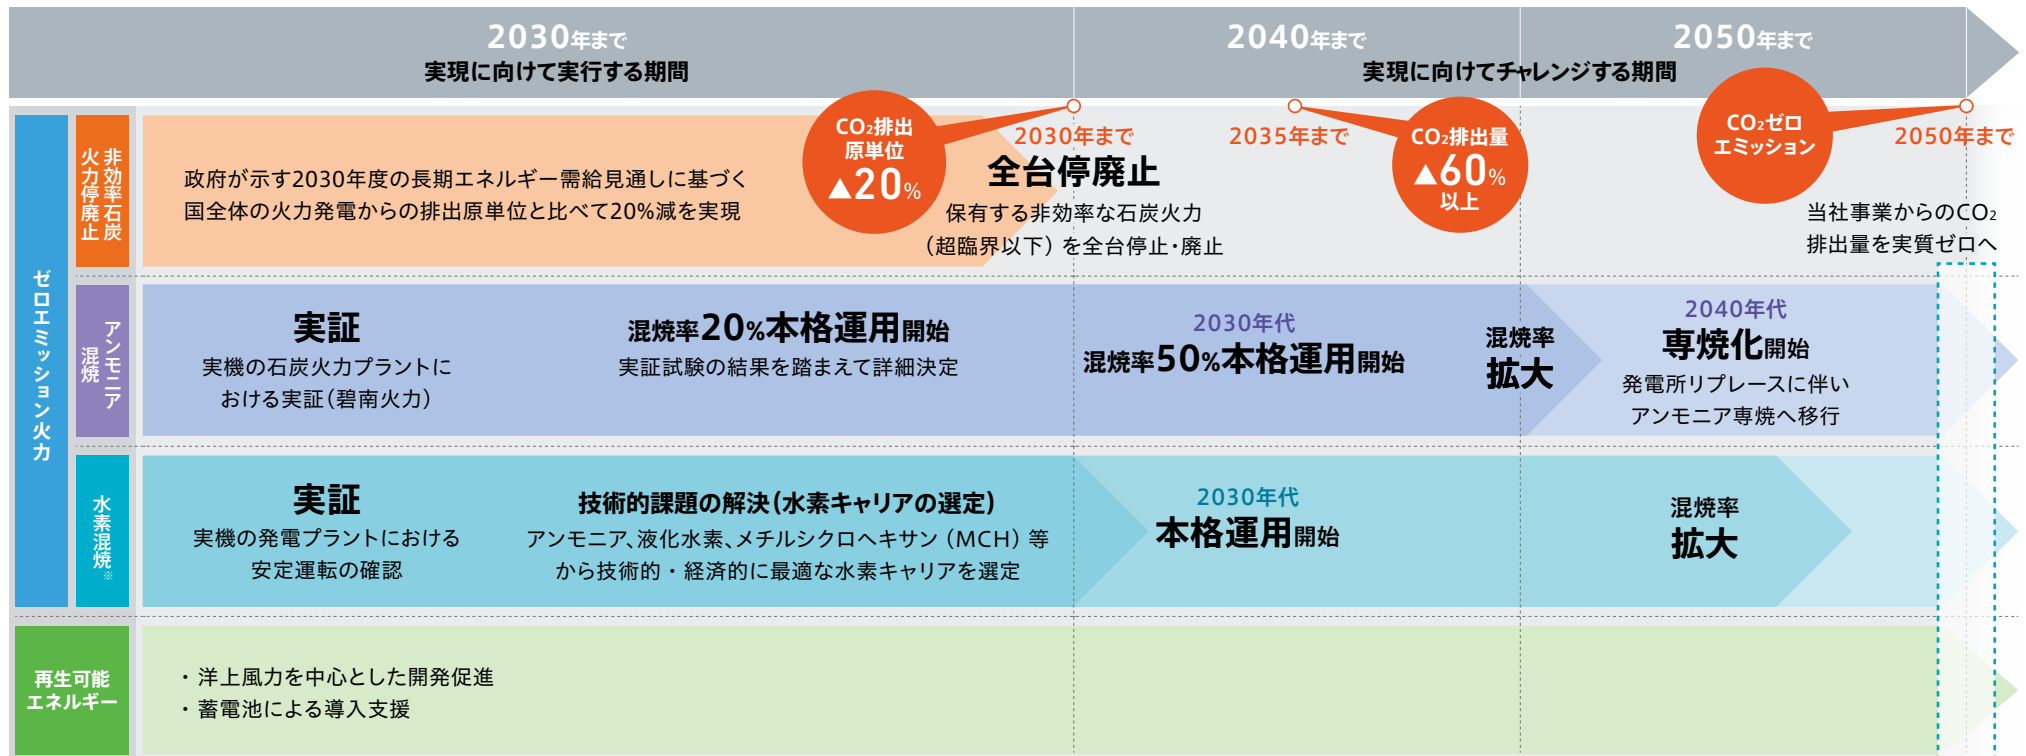 2030年まで
実現に向けて実行する期間
2040年まで
2050年まで
実現に向けてチャレンジする期間
ゼロエミッション火力
非効率石炭
火力停廃止
政府が示す2030年度の長期エネルギー需給見通しに基づく
国全体の火力発電からの排出原単位と比べて20%減を実現
CO₂排出
原単位
▲20%
2030年まで
全台停廃止
保有する非効率な石炭火力
（超臨界以下）を全台停止・廃止
2035年まで
CO₂排出量
▲60%
以上
CO₂ゼロ
エミッション
2050年まで
当社事業からのCO₂
排出量を実質ゼロへ
アンモニア
混焼
実証
実機の石炭火力プラントに
おける実証（碧南火力）
混焼率20%本格運用開始
実証試験の結果を踏まえて詳細決定
2030年代
混焼率50%本格運用開始
混焼率
拡大
2040年代
専焼化開始
発電所リプレースに伴い
アンモニア専焼へ移行
水素混焼※
実証
実機の発電プラントにおける
安定運転の確認
技術的課題の解決（水素キャリアの選定）
アンモニア、液化水素、メチルシクロヘキサン（MCH）等
から技術的・経済的に最適な水素キャリアを選定
2030年代
本格運用開始
混焼率
拡大
再生可能
エネルギー
・洋上風力を中心とした開発促進
・蓄電池による導入支援